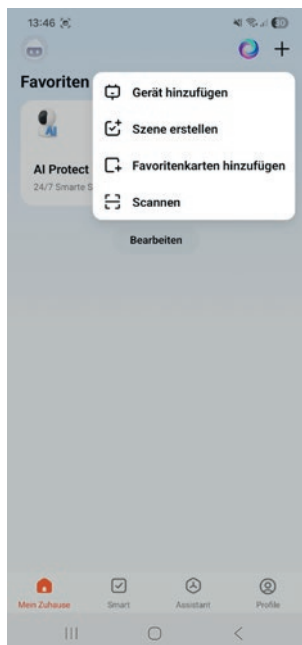 13:46
Favoriten
Gerät hinzufügen
Szene erstellen
Favoritenkarten hinzufügen
Scannen
AI
AI Protect
24/7 Smarte S
Bearbeiten
Mein Zuhause
Smart
Assistant
Profile